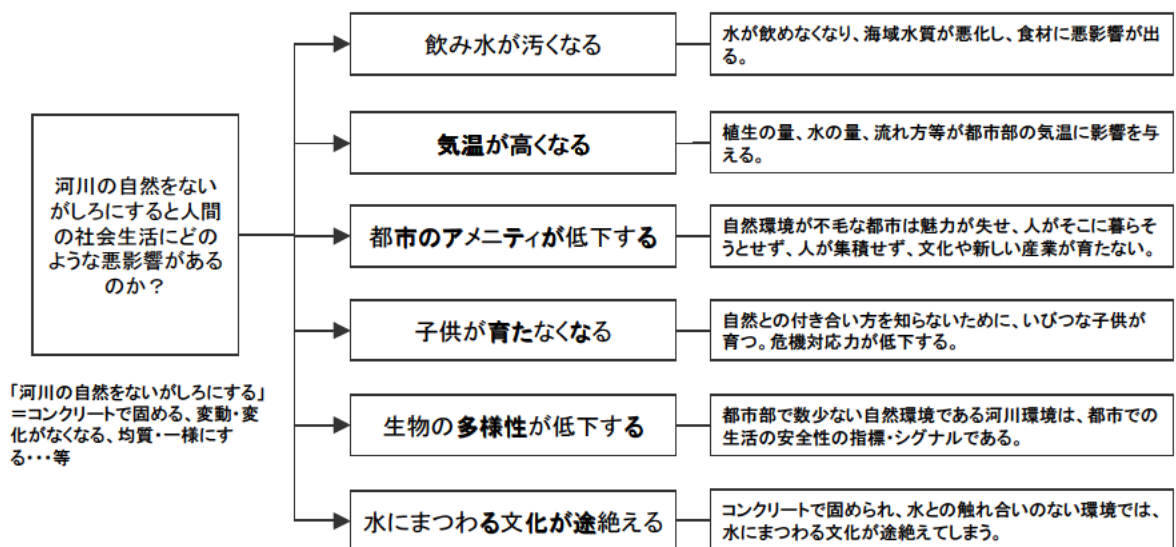 河川の自然をない
がしろにすると人間
の社会生活にどの
ような悪影響がある
のか？
「河川の自然をないがしろにする」
＝コンクリートで固める、変動・変
化がなくなる、均質・一様にす
る・・・等
飲み水が汚くなる
水が飲めなくなり、海域水質が悪化し、食材に悪影響が出
る。
気温が高くなる
植生の量、水の量、流れ方等が都市部の気温に影響を与
える。
都市のアメニティが低下する
自然環境が不毛な都市は魅力が失せ、人がそこに暮らそ
うとせず、人が集積せず、文化や新しい産業が育たない。
子供が育たなくなる
自然との付き合い方を知らないために、いびつな子供が
育つ。危機対応力が低下する。
生物の多様性が低下する
都市部で数少ない自然環境である河川環境は、都市での
生活の安全性の指標・シグナルである。
水にまつわる文化が途絶える
コンクリートで固められ、水との触れ合いのない環境では、
水にまつわる文化が途絶えてしまう。